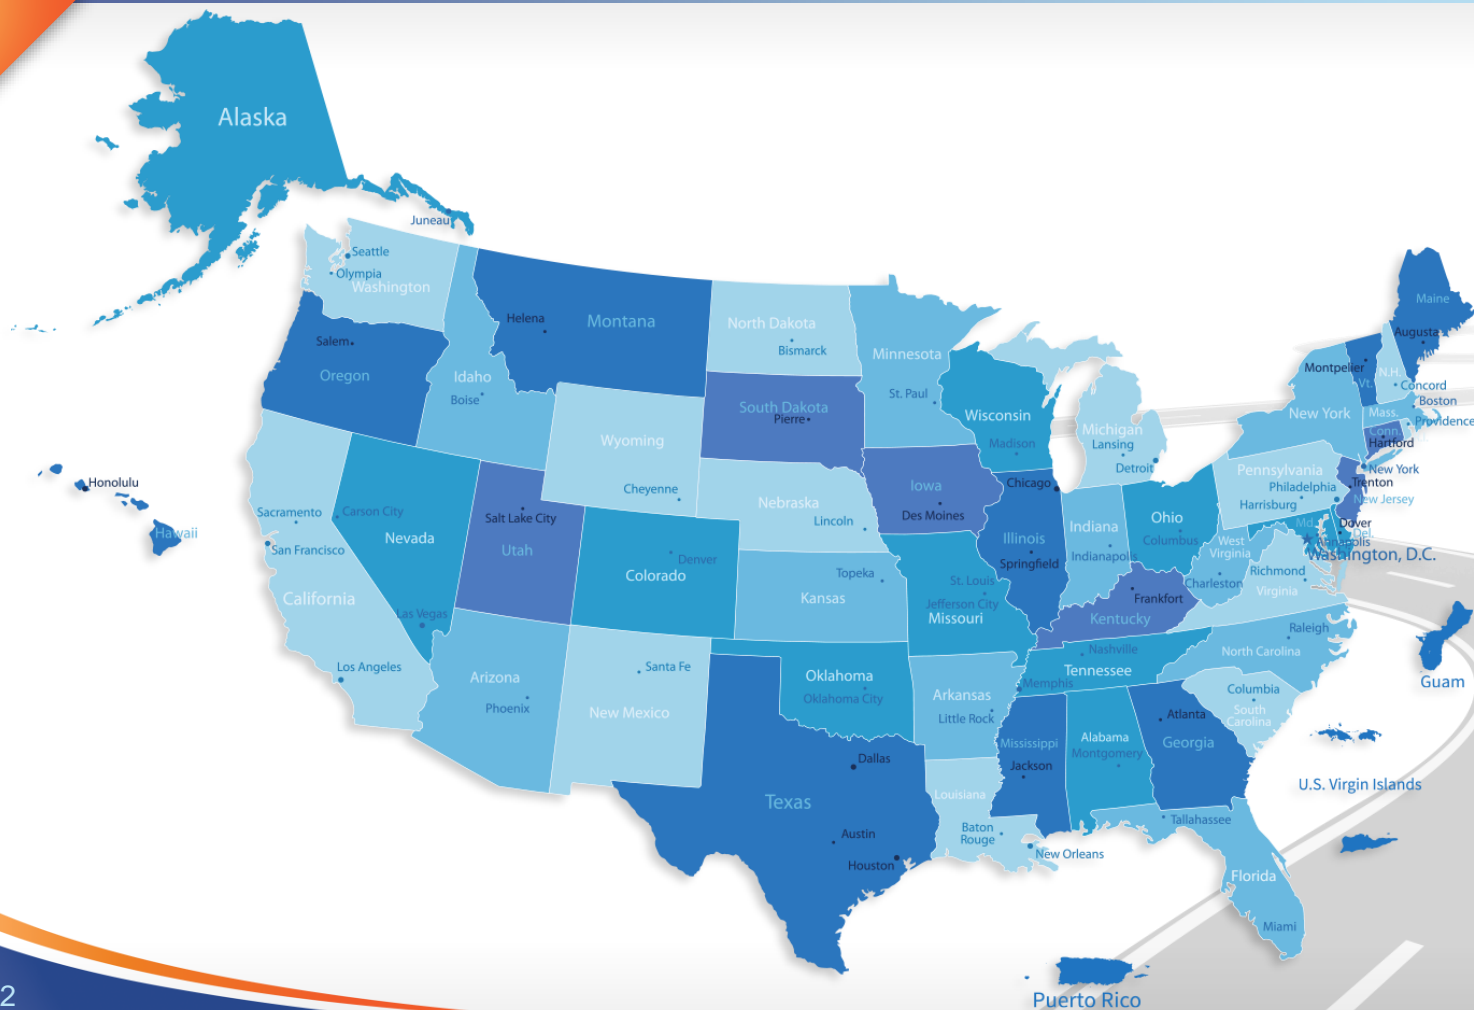 Alaska
Juneau
Seattle
Olympia
Washington
Helena
Montana
North Dakota
Bismarck
Minnesota
St. Paul
Maine
Augusta
Salem
Oregon
Idaho
Boise
South Dakota
Pierre
Wisconsin
Madison
Michigan
Lansing
Detroit
Montpelier
Vt.
N.H.
Concord
Boston
Mass.
Providence
Conn.
Hartford
New York
New York
Wyoming
Cheyenne
Nebraska
Lincoln
Iowa
Des Moines
Chicago
Illinois
Springfield
Indiana
Indianapolis
Ohio
Columbus
Pennsylvania
Philadelphia
Harrisburg
Trenton
New Jersey
Md.
Dover
Del.
Annapolis
Washington, D.C.
Honolulu
Hawaii
Sacramento
San Francisco
California
Los Angeles
Carson City
Nevada
Las Vegas
Salt Lake City
Utah
Denver
Colorado
Topeka
Kansas
St. Louis
Jefferson City
Missouri
Frankfort
Kentucky
West
Virginia
Charleston
Richmond
Virginia
Raleigh
North Carolina
Guam
Arizona
Phoenix
Santa Fe
New Mexico
Oklahoma
Oklahoma City
Arkansas
Little Rock
Nashville
Tennessee
Memphis
Columbia
South
Carolina
Texas
Dallas
Austin
Houston
Louisiana
Baton
Rouge
New Orleans
Mississippi
Jackson
Alabama
Montgomery
Atlanta
Georgia
Tallahassee
Florida
Miami
U.S. Virgin Islands
Puerto Rico
2